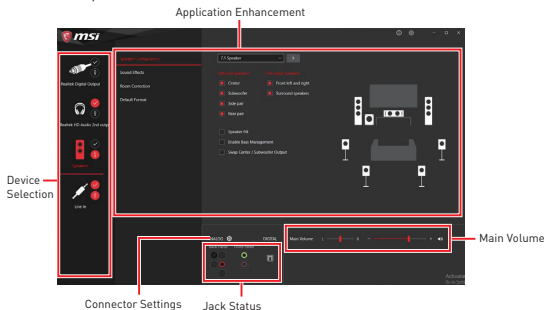 Application Enhancement
msi
Speaker Configuration
Sound Effects
Room Correction
Default Format
Realtek Digital Output
Realtek HD Audio 2nd output
Speakers
Line In
7.1 Speaker
Center
Subwoofer
Side pair
Rear pair
Front left and right
Surround speakers
Speaker Fill
Enable Bass Management
Swap Center / Subwoofer Output
Device
Selection
ANALOG
DIGITAL
Main Volume
L
R
Main Volume
Connector Settings
Jack Status